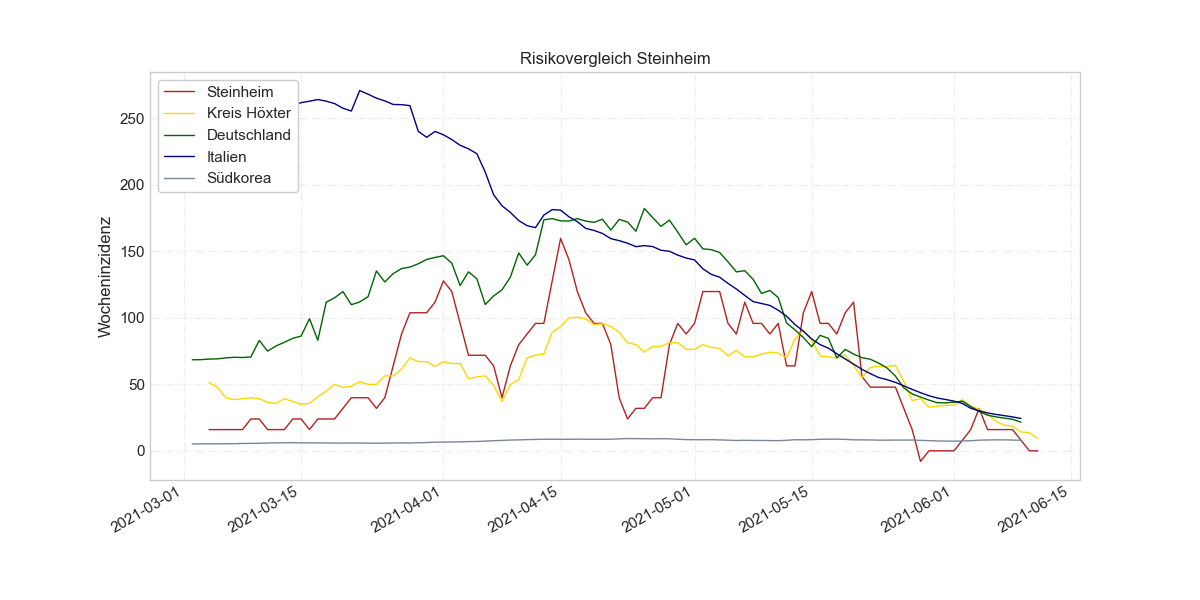 Risikovergleich Steinheim
Steinheim
Kreis Höxter
Deutschland
Italien
Südkorea
Wocheninzidenz
250
200
150
100
50
0
2021-03-01
2021-03-15
2021-04-01
2021-04-15
2021-05-01
2021-05-15
2021-06-01
2021-06-15